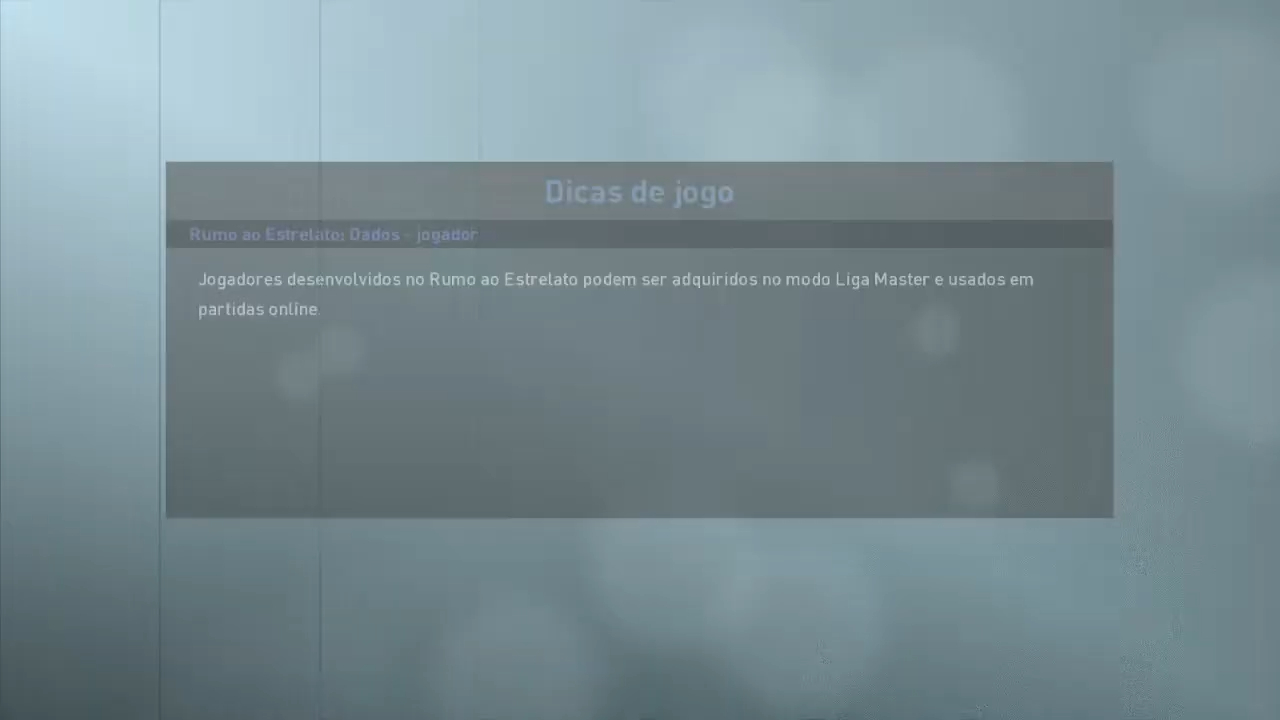 Dicas de jogo
Rumo ao Estrelato: Dados - jogador
Jogadores desenvolvidos no Rumo ao Estrelato podem ser adquiridos no modo Liga Master e usados em
partidas online.